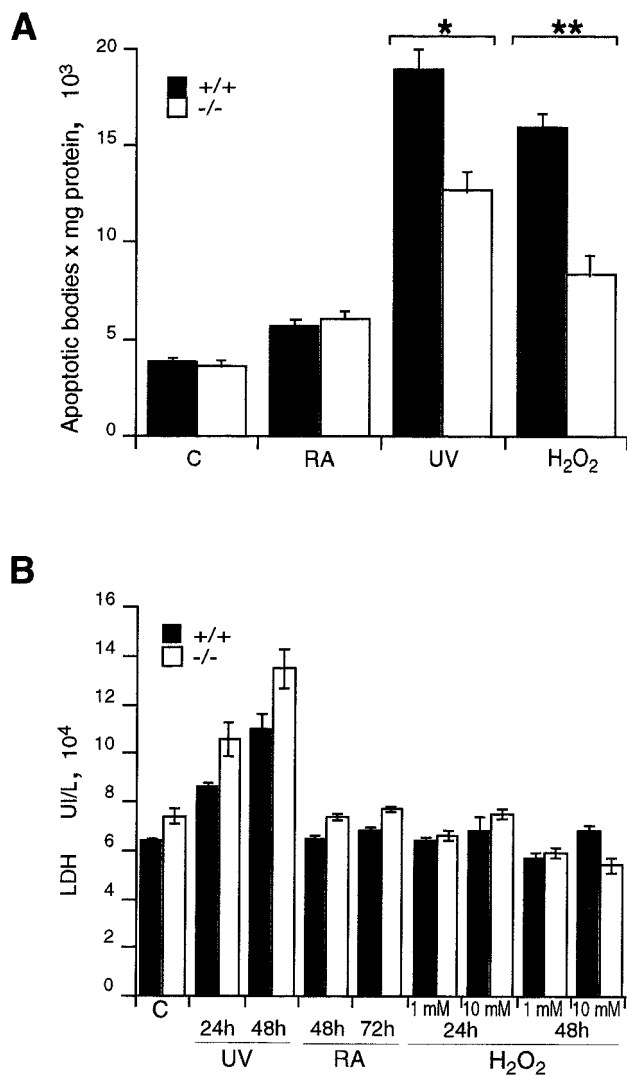 A
Apoptotic bodies x mg protein, 10³
20
15
10
5
0
+/+
-/-
*
**
C
RA
UV
H₂O₂
B
LDH UI/L, 10⁴
16
14
12
10
8
6
4
2
0
+/+
-/-
C
1 mM 10 mM 1 mM 10 mM
24h 48h 48h 72h 24h 48h
UV RA H₂O₂